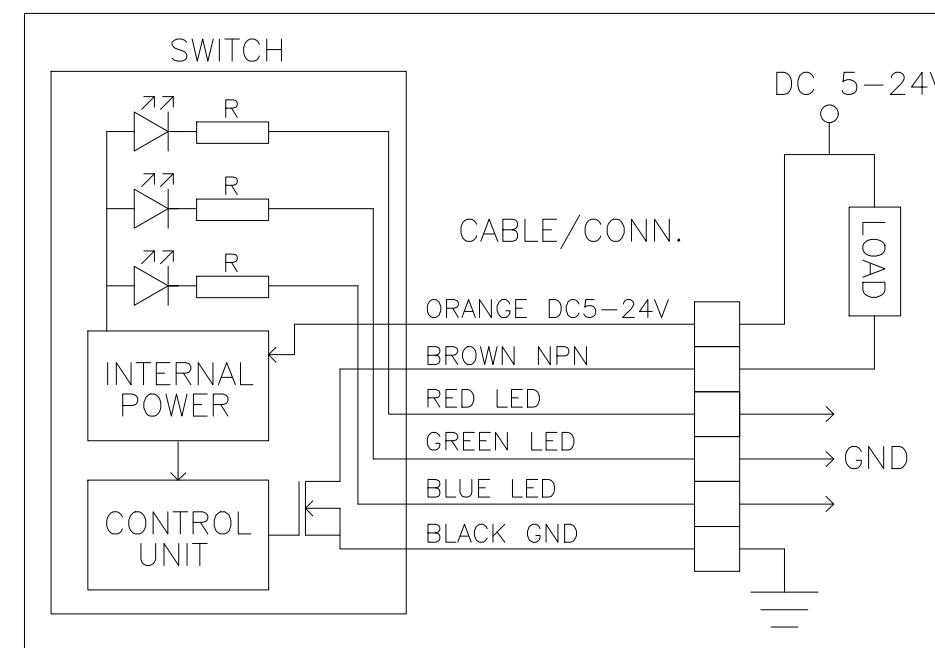 SWITCH
DC 5-24V
R
R
R
CABLE/CONN.
LOAD
ORANGE DC5-24V
BROWN NPN
RED LED
GREEN LED
GND
BLUE LED
BLACK GND
INTERNAL
POWER
CONTROL
UNIT